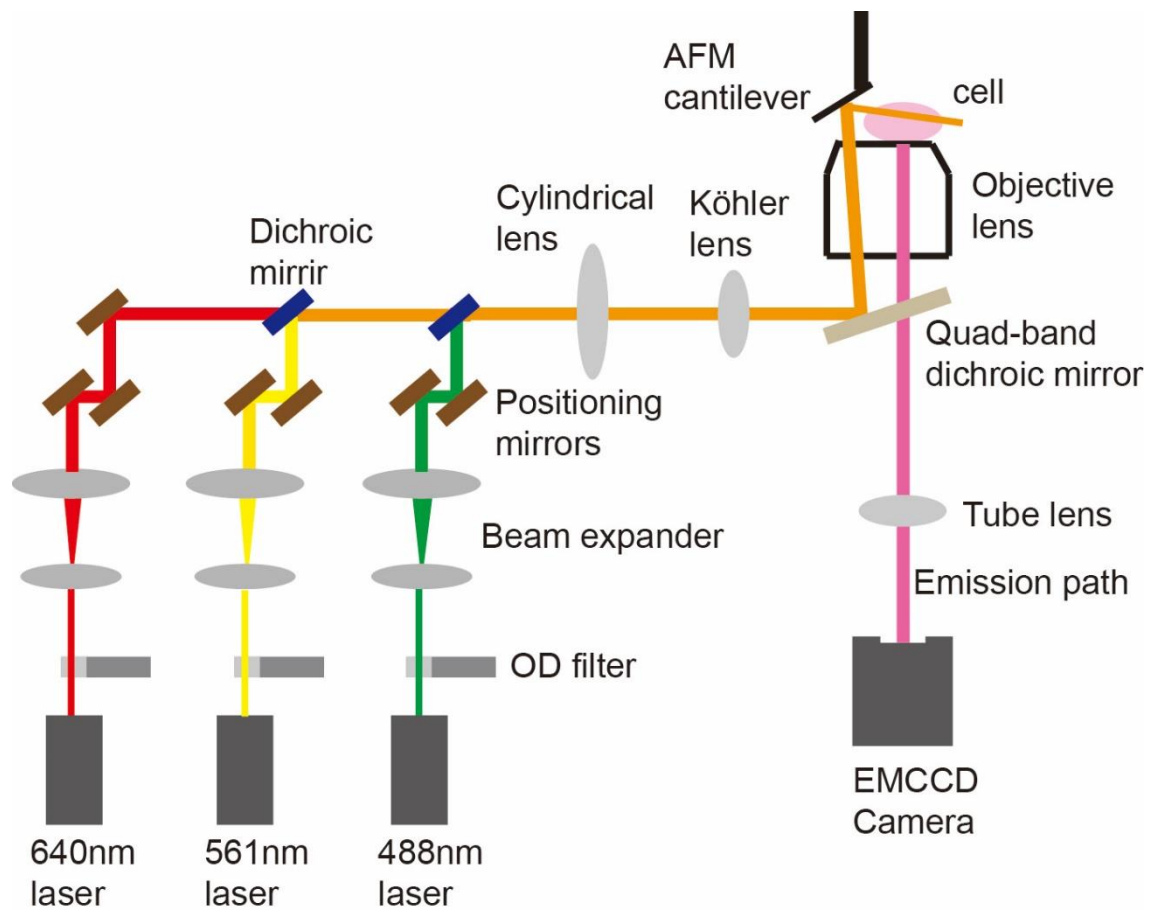 AFM
cantilever
cell
Cylindrical
lens
Köhler
lens
Objective
lens
Dichroic
mirrir
Quad-band
dichroic mirror
Positioning
mirrors
Tube lens
Beam expander
Emission path
OD filter
EMCCD
Camera
640nm
laser
561nm
laser
488nm
laser